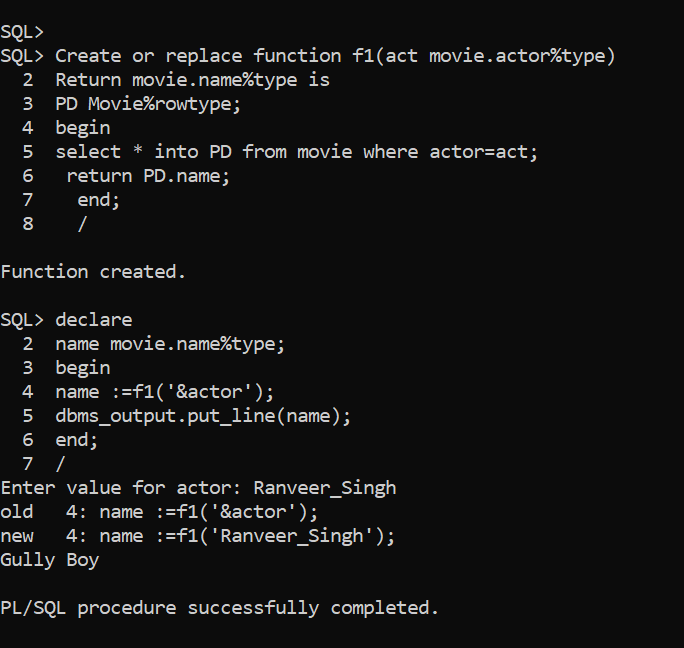 SQL>
SQL> Create or replace function f1(act movie.actor%type)
  2  Return movie.name%type is
  3  PD Movie%rowtype;
  4  begin
  5  select * into PD from movie where actor=act;
  6   return PD.name;
  7    end;
  8    /
Function created.
SQL> declare
  2  name movie.name%type;
  3  begin
  4  name :=f1('&actor');
  5  dbms_output.put_line(name);
  6  end;
  7  /
Enter value for actor: Ranveer_Singh
old   4: name :=f1('&actor');
new   4: name :=f1('Ranveer_Singh');
Gully Boy
PL/SQL procedure successfully completed.